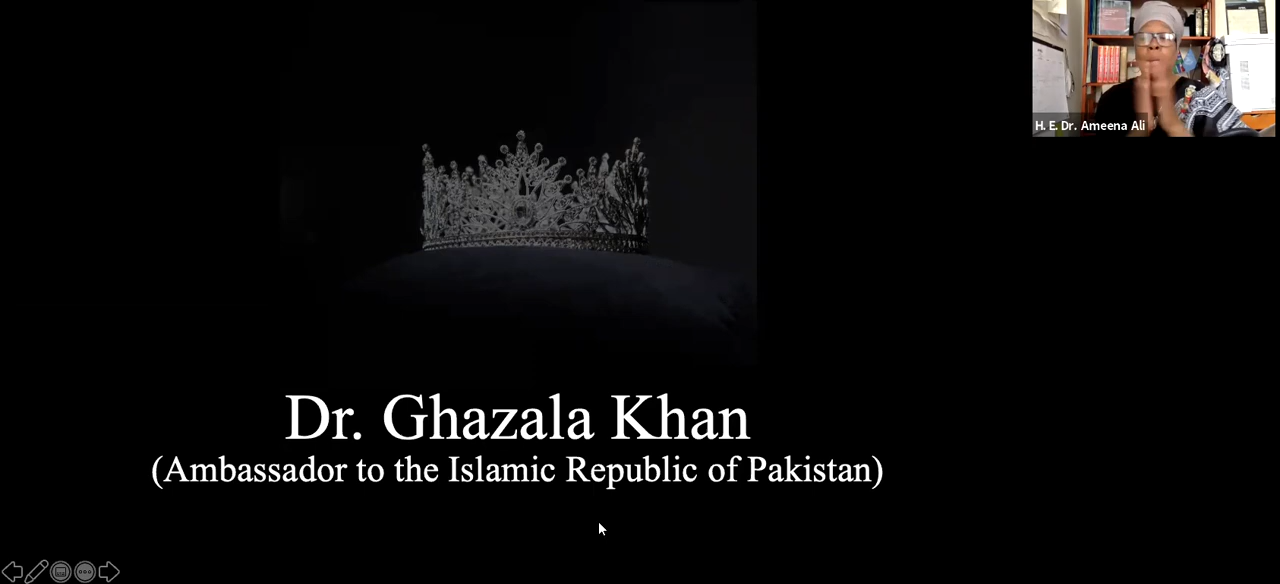 H. E. Dr. Ameena Ali
Dr. Ghazala Khan
(Ambassador to the Islamic Republic of Pakistan)